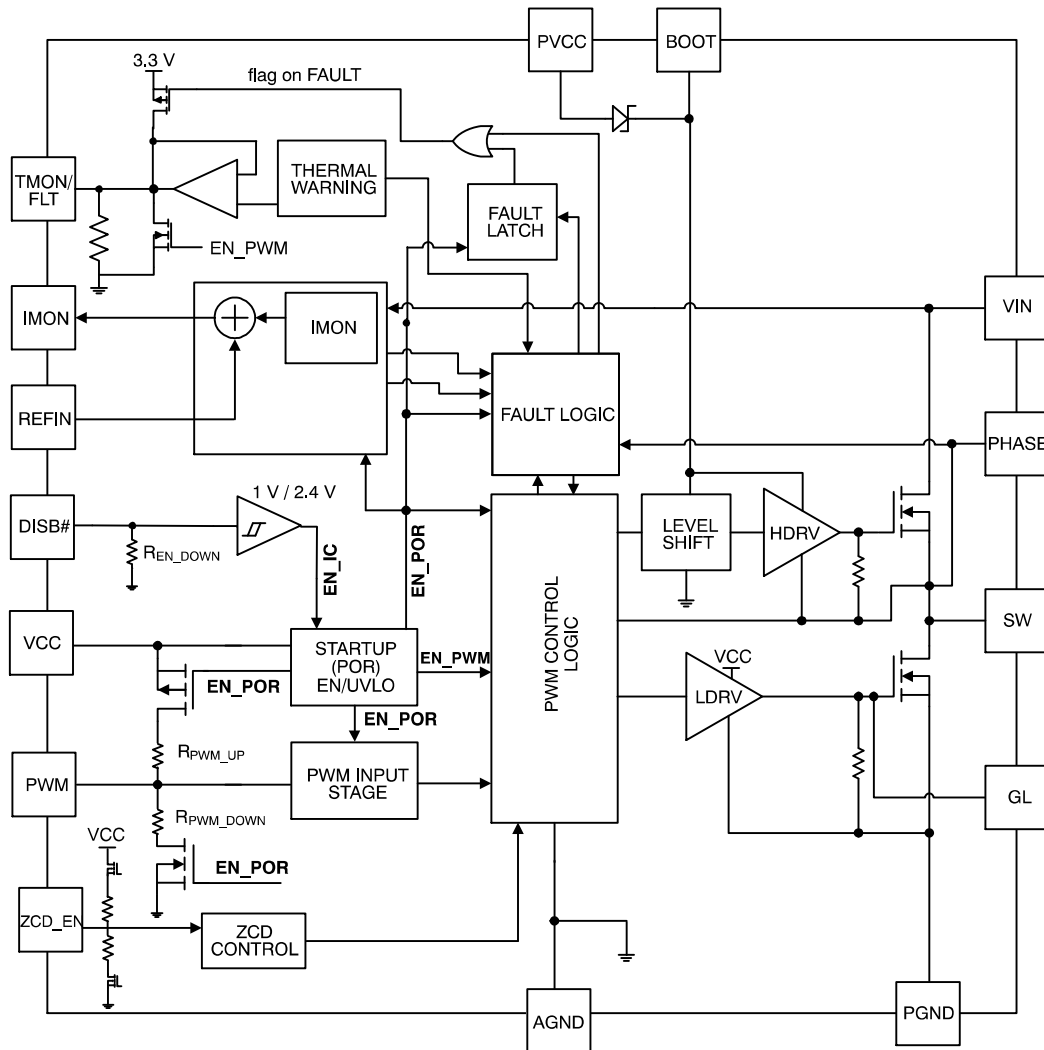 PVCC
BOOT
3.3 V
flag on FAULT
TMON/
FLT
THERMAL
WARNING
FAULT
LATCH
EN_PWM
IMON
IMON
VIN
REFIN
FAULT LOGIC
PHASE
1 V / 2.4 V
DISB#
REN_DOWN
EN_IC
EN_POR
LEVEL
SHIFT
HDRV
VCC
STARTUP
(POR)
EN/UVLO
EN_PWM
PWM CONTROL
LOGIC
SW
EN_POR
EN_POR
VCC
LDRV
RPWM_UP
PWM
PWM INPUT
STAGE
GL
RPWM_DOWN
VCC
EN_POR
ZCD_EN
ZCD
CONTROL
AGND
PGND